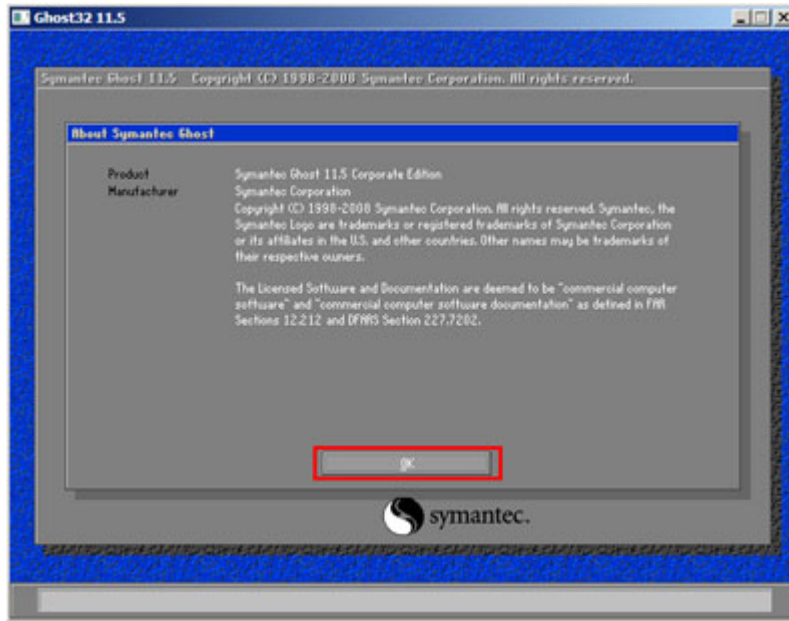 Ghost32 11.5
Symantec Ghost 11.5 Copyright (C) 1998-2008 Symantec Corporation. All rights reserved.
About Symantec Ghost
Product Symantec Ghost 11.5 Corporate Edition
Manufacturer Symantec Corporation
Copyright (C) 1998-2008 Symantec Corporation. All rights reserved. Symantec, the
Symantec Logo are trademarks or registered trademarks of Symantec Corporation
or its affiliates in the U.S. and other countries. Other names may be trademarks of
their respective owners.
The Licensed Software and Documentation are deemed to be "commercial computer
software" and "commercial computer software documentation" as defined in FAR
Sections 12.212 and DFARS Section 227.7202.
OK
symantec.